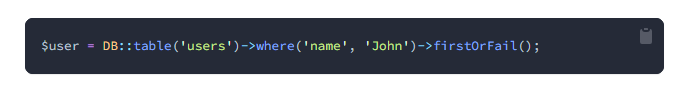 $user = DB::table('users')->where('name', 'John')->firstOrFail();